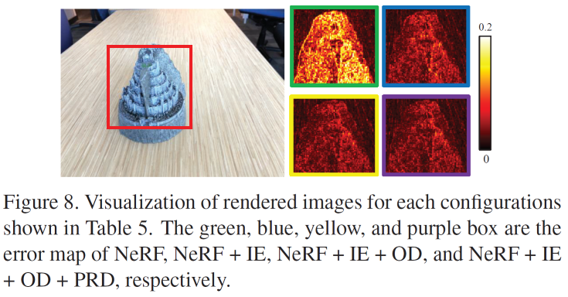 0.2
0
Figure 8. Visualization of rendered images for each configurations
shown in Table 5. The green, blue, yellow, and purple box are the
error map of NeRF, NeRF + IE, NeRF + IE + OD, and NeRF + IE
+ OD + PRD, respectively.